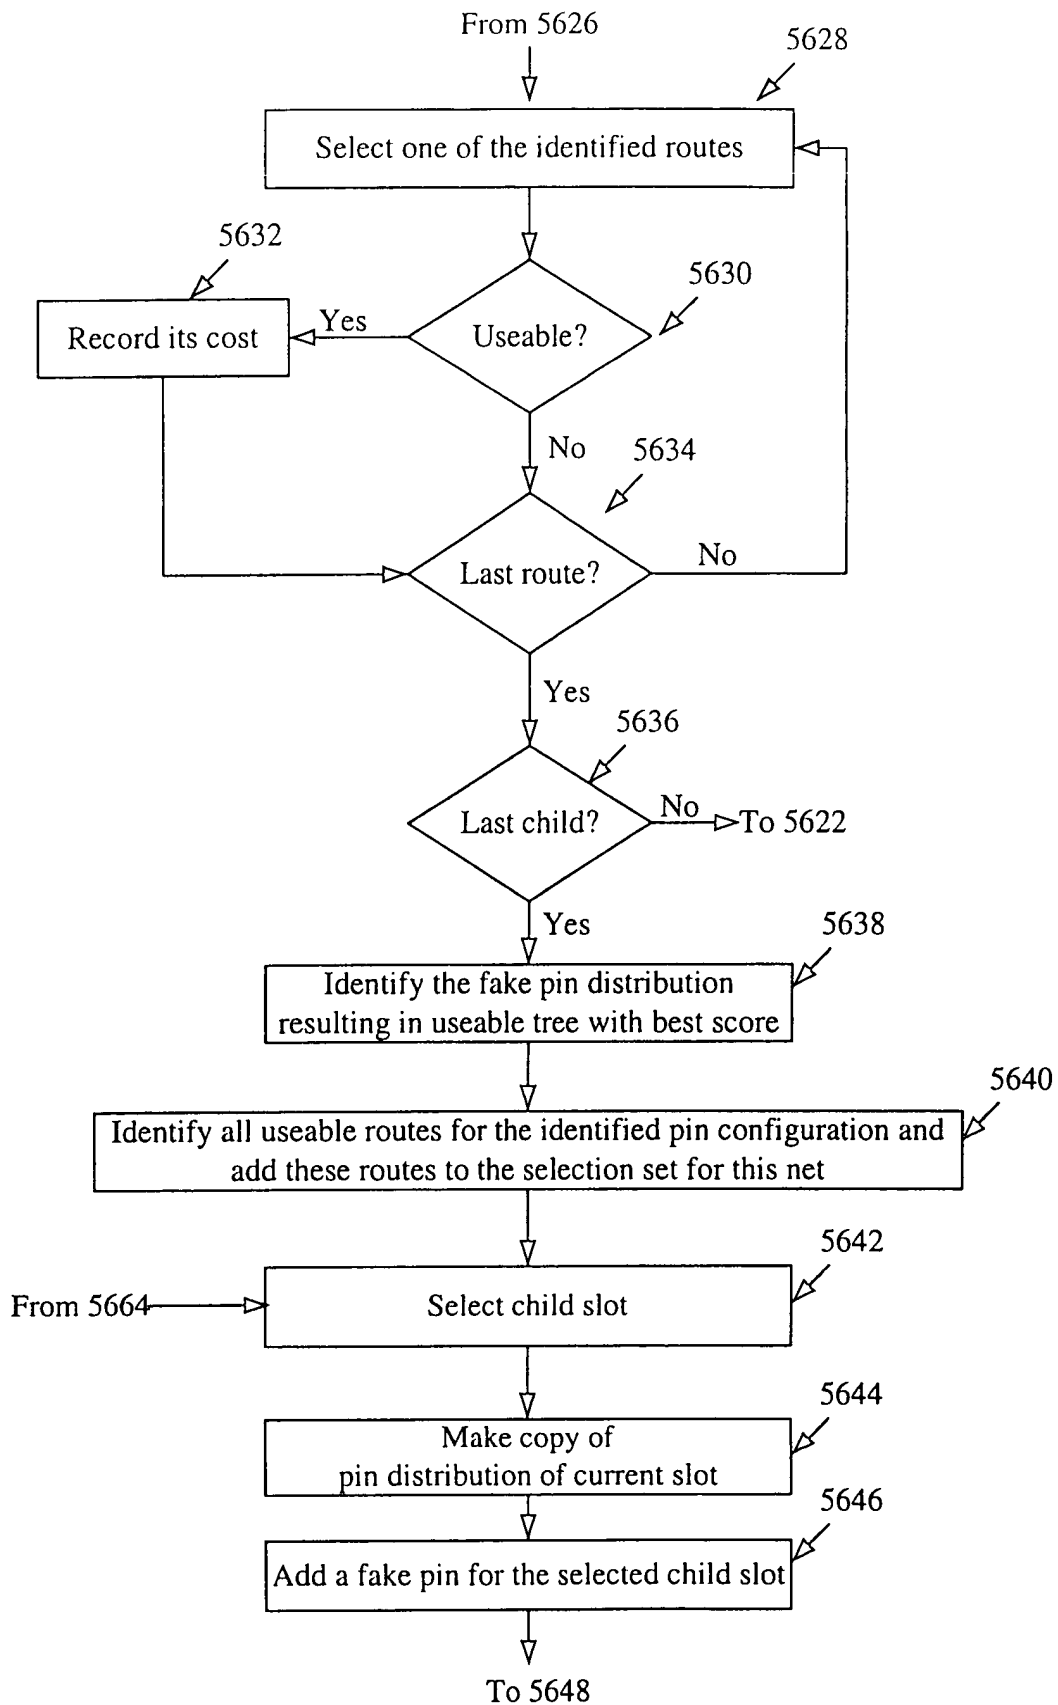 From 5626
5628
Select one of the identified routes
5632
5630
Record its cost
Yes
Useable?
No
5634
Last route?
No
Yes
5636
Last child?
No
To 5622
Yes
5638
Identify the fake pin distribution
resulting in useable tree with best score
5640
Identify all useable routes for the identified pin configuration and
add these routes to the selection set for this net
5642
From 5664
Select child slot
5644
Make copy of
pin distribution of current slot
5646
Add a fake pin for the selected child slot
To 5648